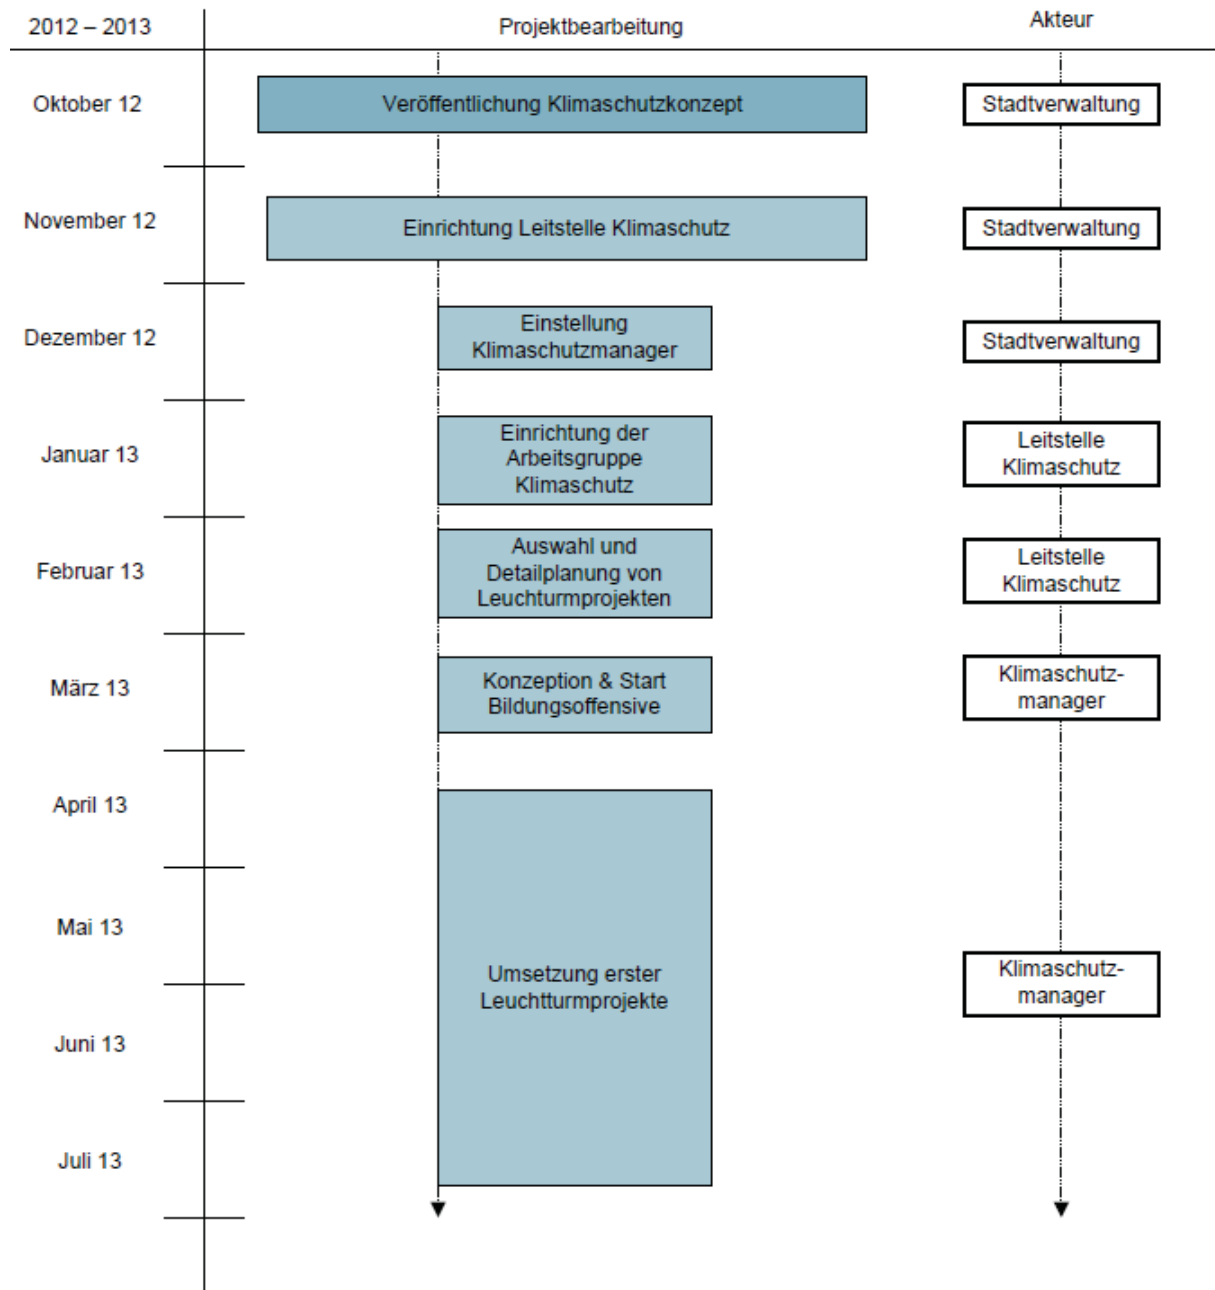 2012 – 2013
Projektbearbeitung
Akteur
Oktober 12
Veröffentlichung Klimaschutzkonzept
Stadtverwaltung
November 12
Einrichtung Leitstelle Klimaschutz
Stadtverwaltung
Dezember 12
Einstellung
Klimaschutzmanager
Stadtverwaltung
Januar 13
Einrichtung der
Arbeitsgruppe
Klimaschutz
Leitstelle
Klimaschutz
Februar 13
Auswahl und
Detailplanung von
Leuchturmprojekten
Leitstelle
Klimaschutz
März 13
Konzeption & Start
Bildungsoffensive
Klimaschutz-
manager
April 13
Mai 13
Umsetzung erster
Leuchtturmprojekte
Klimaschutz-
manager
Juni 13
Juli 13